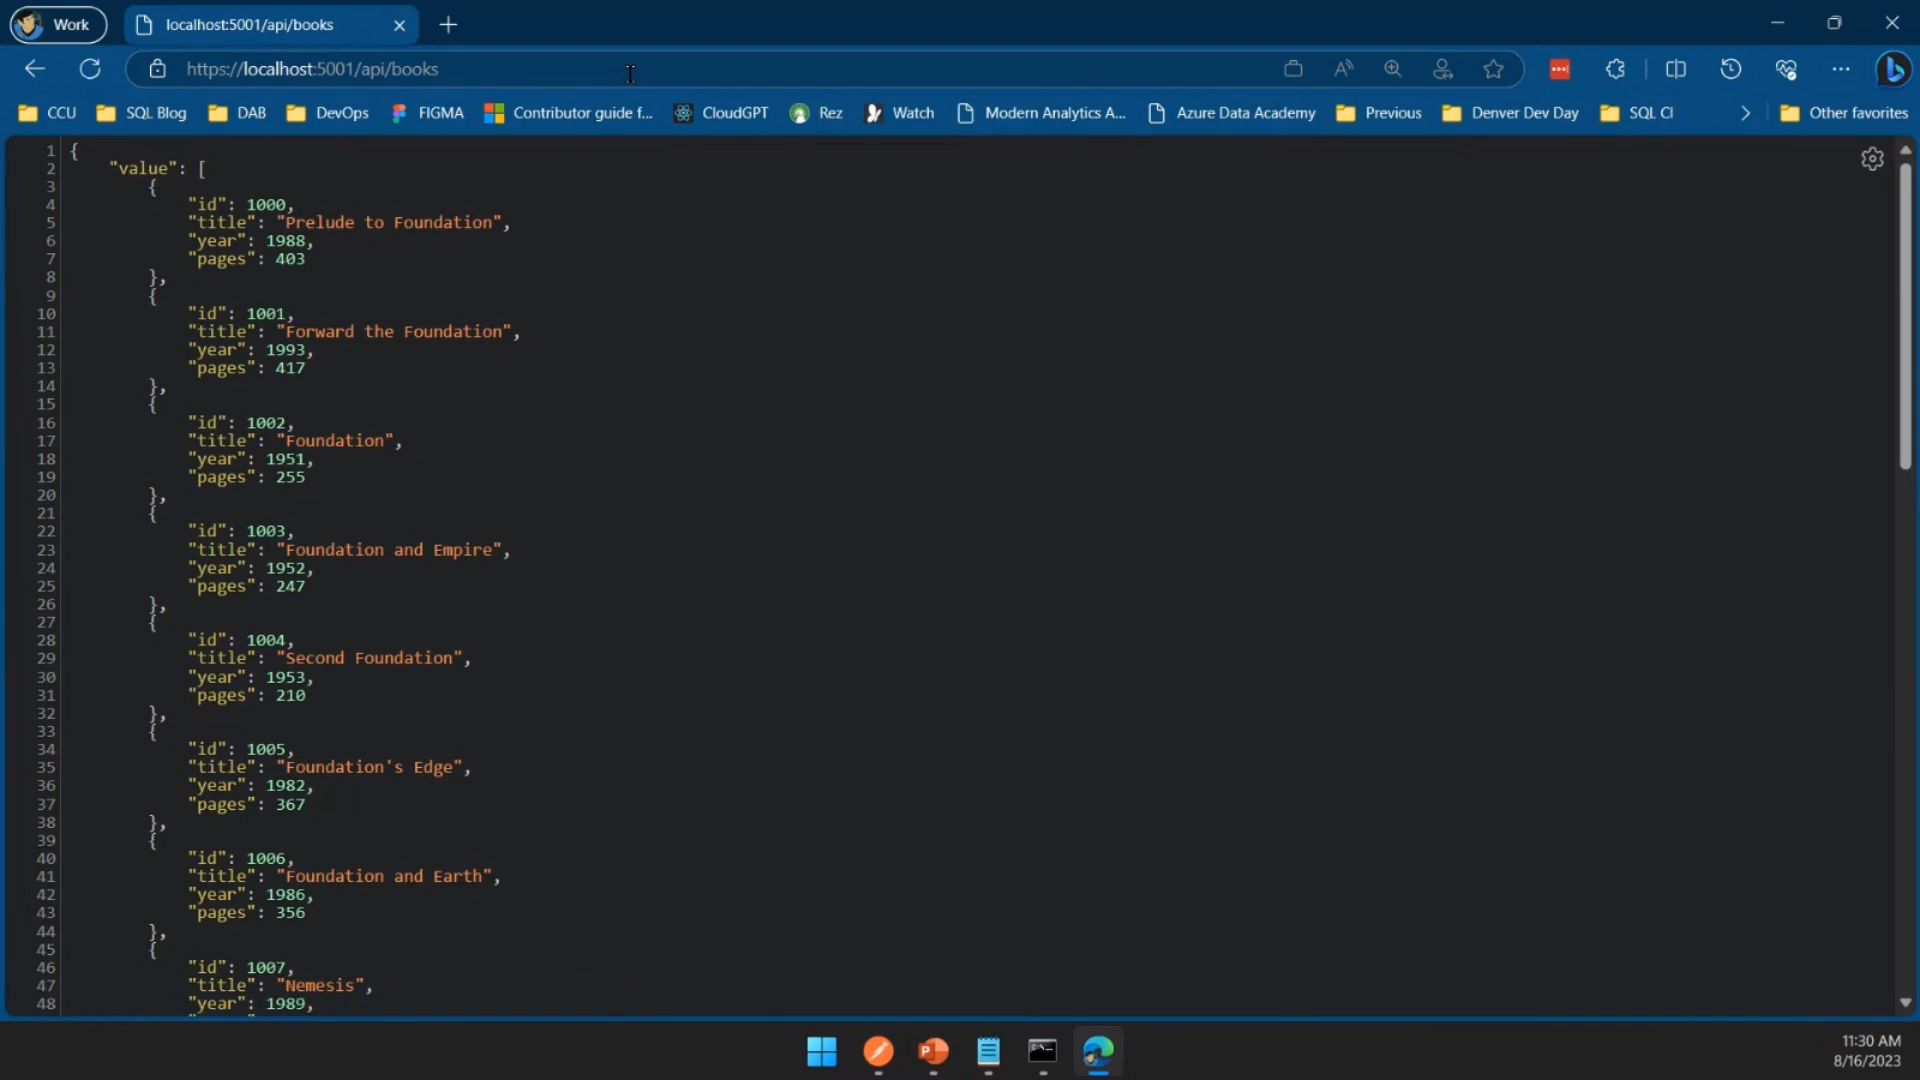 Work
localhost:5001/api/books
https://localhost:5001/api/books
CCU SQL Blog DAB DevOps FIGMA Contributor guide f... CloudGPT Rez Watch Modern Analytics A... Azure Data Academy Previous Denver Dev Day SQL CI Other favorites
1 {
2 "value": [
3 {
4 "id": 1000,
5 "title": "Prelude to Foundation",
6 "year": 1988,
7 "pages": 403
8 },
9 {
10 "id": 1001,
11 "title": "Forward the Foundation",
12 "year": 1993,
13 "pages": 417
14 },
15 {
16 "id": 1002,
17 "title": "Foundation",
18 "year": 1951,
19 "pages": 255
20 },
21 {
22 "id": 1003,
23 "title": "Foundation and Empire",
24 "year": 1952,
25 "pages": 247
26 },
27 {
28 "id": 1004,
29 "title": "Second Foundation",
30 "year": 1953,
31 "pages": 210
32 },
33 {
34 "id": 1005,
35 "title": "Foundation's Edge",
36 "year": 1982,
37 "pages": 367
38 },
39 {
40 "id": 1006,
41 "title": "Foundation and Earth",
42 "year": 1986,
43 "pages": 356
44 },
45 {
46 "id": 1007,
47 "title": "Nemesis",
48 "year": 1989,
11:30 AM
8/16/2023